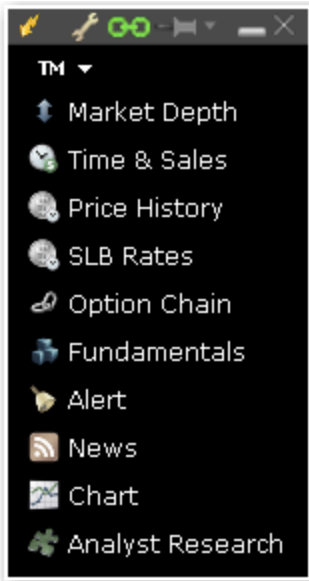 TM
Market Depth
Time & Sales
Price History
SLB Rates
Option Chain
Fundamentals
Alert
News
Chart
Analyst Research